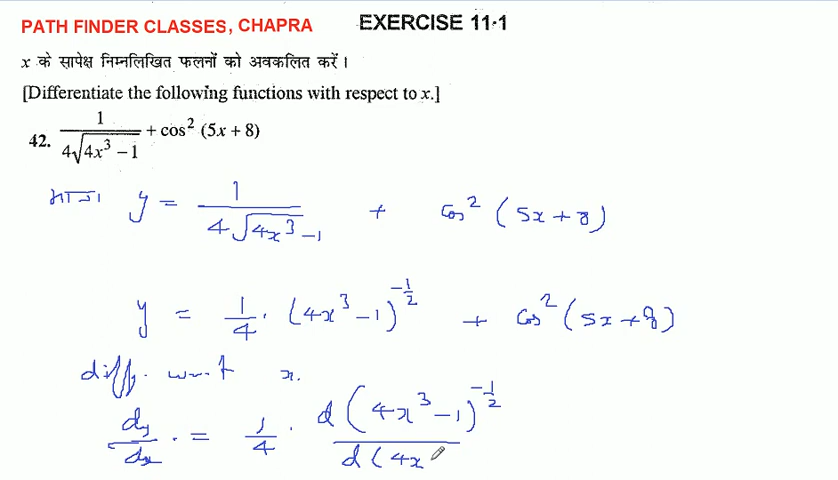 PATH FINDER CLASSES, CHAPRA EXERCISE 11·1
x के सापेक्ष निम्नलिखित फलनों को अवकलित करें।
[Differentiate the following functions with respect to x.]
42. 1/(4√(4x³ − 1)) + cos² (5x + 8)
माना y = 1/(4√(4x³ − 1)) + cos² (5x + 8)
y = 1/4 · (4x³ − 1)^(−1/2) + cos² (5x + 8)
diff. w.r.t x.
dy/dx · = 1/4 · d(4x³ − 1)^(−1/2) / d(4x